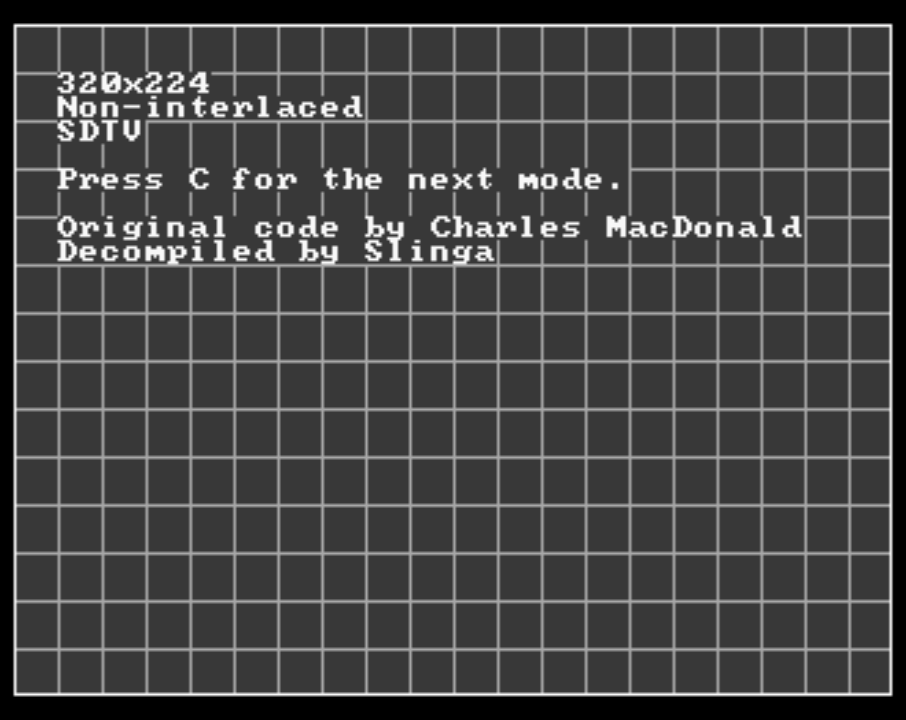 320x224
Non-interlaced
SDTV
Press C for the next mode.
Original code by Charles MacDonald
Decompiled by Slinga